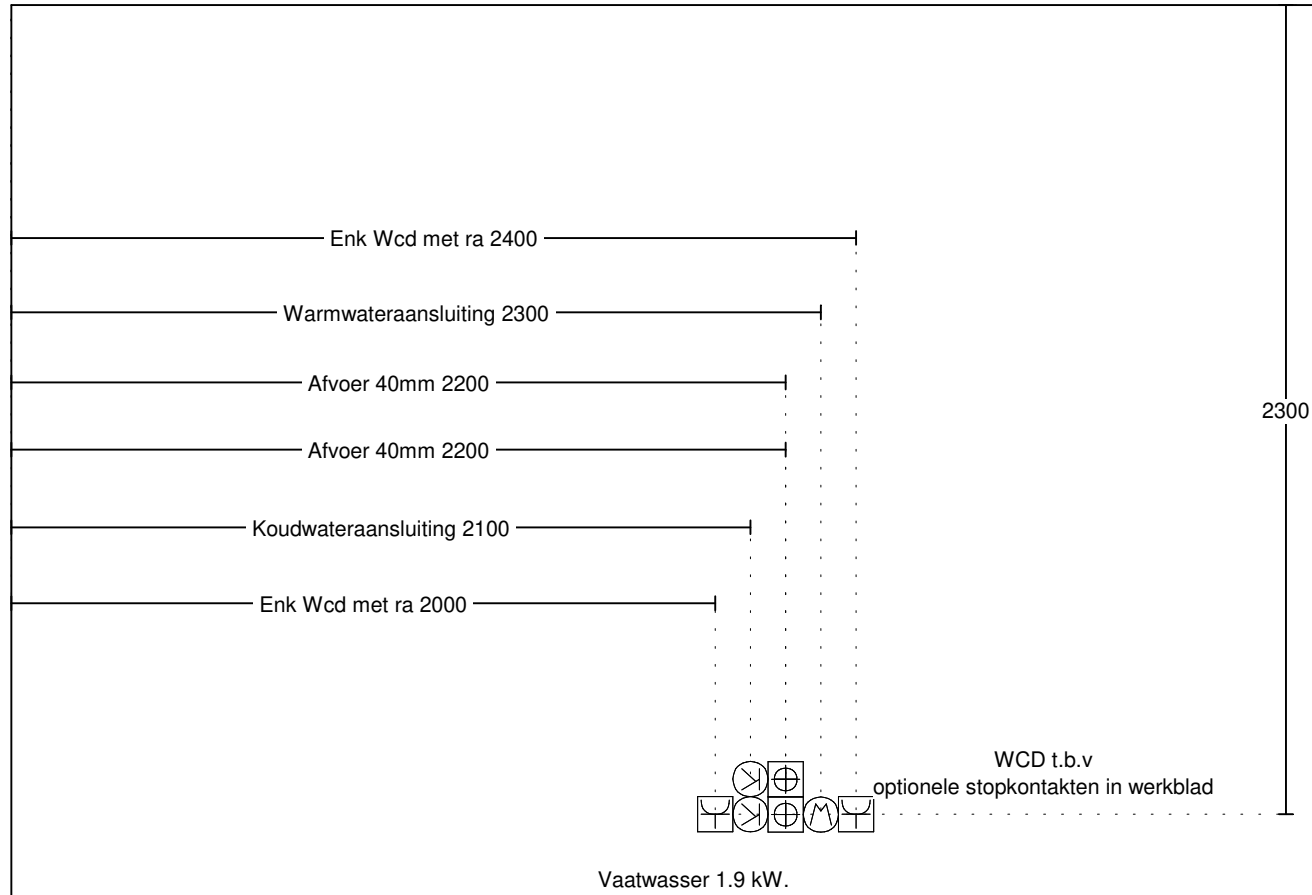 Enk Wcd met ra 2400
Warmwateraansluiting 2300
Afvoer 40mm 2200
2300
Afvoer 40mm 2200
Koudwateraansluiting 2100
Enk Wcd met ra 2000
WCD t.b.v
optionele stopkontakten in werkblad
K
K
W
Vaatwasser 1.9 kW.